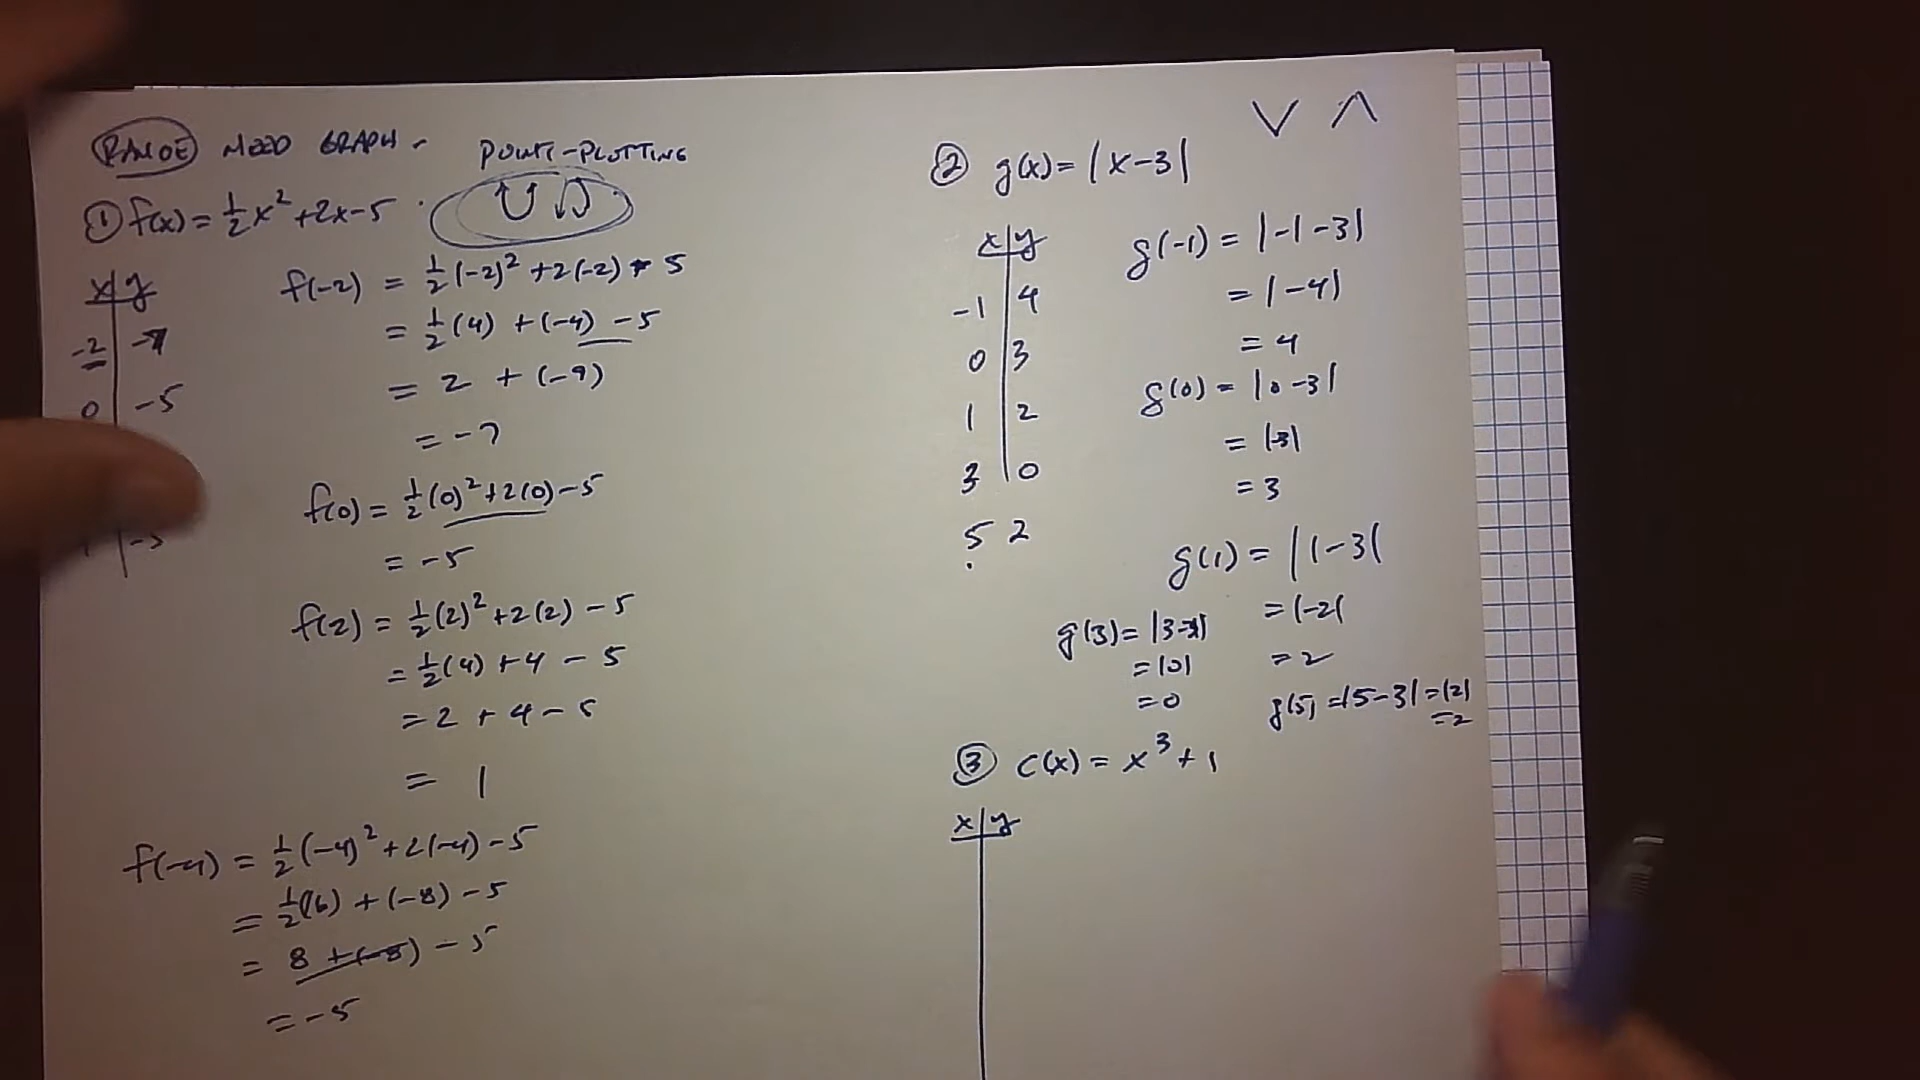 RANGE NEED GRAPH - POINT-PLOTTING
① f(x) = 1/2 x² + 2x - 5
x | y
-2 | -7
0 | -5
f(-2) = 1/2 (-2)² + 2(-2) - 5
= 1/2 (4) + (-4) - 5
= 2 + (-9)
= -7
f(0) = 1/2 (0)² + 2(0) - 5
= -5
f(2) = 1/2 (2)² + 2(2) - 5
= 1/2 (4) + 4 - 5
= 2 + 4 - 5
= 1
f(-4) = 1/2 (-4)² + 2(-4) - 5
= 1/2 (16) + (-8) - 5
= 8 + (-8) - 5
= -5
② g(x) = |x-3|
x | y
-1 | 4
0 | 3
1 | 2
3 | 0
5 2
g(-1) = |-1-3|
= |-4|
= 4
g(0) = |0-3|
= |-3|
= 3
g(1) = |1-3|
= |-2|
= 2
g(3) = |3-3|
= |0|
= 0
g(5) = |5-3| = |2|
= 2
③ c(x) = x³ + 1
x | y